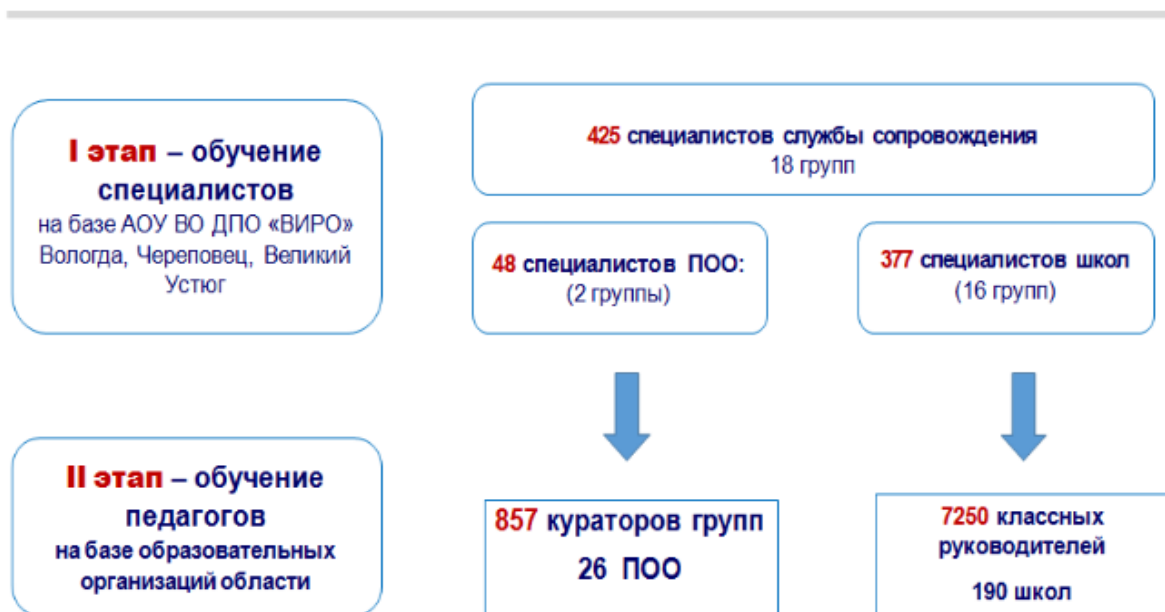 I этап – обучение
специалистов
на базе АОУ ВО ДПО «ВИРО»
Вологда, Череповец, Великий
Устюг
425 специалистов службы сопровождения
18 групп
48 специалистов ПОО:
(2 группы)
377 специалистов школ
(16 групп)
II этап – обучение
педагогов
на базе образовательных
организаций области
857 кураторов групп
26 ПОО
7250 классных
руководителей
190 школ